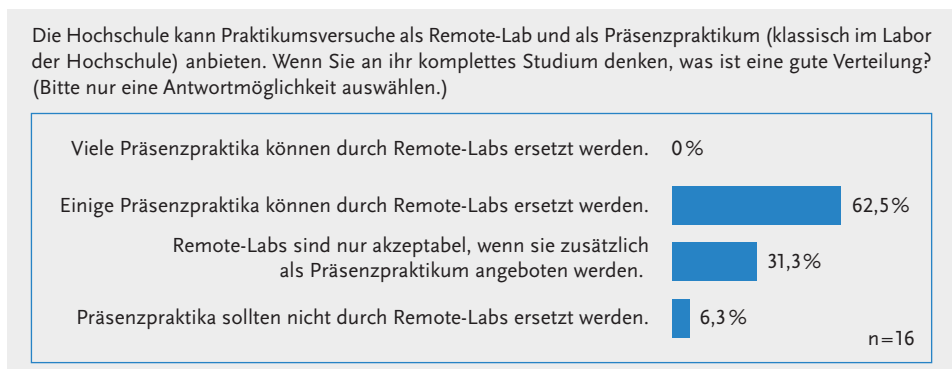 Die Hochschule kann Praktikumsversuche als Remote-Lab und als Präsenzpraktikum (klassisch im Labor
der Hochschule) anbieten. Wenn Sie an ihr komplettes Studium denken, was ist eine gute Verteilung?
(Bitte nur eine Antwortmöglichkeit auswählen.)
Viele Präsenzpraktika können durch Remote-Labs ersetzt werden. 0 %
Einige Präsenzpraktika können durch Remote-Labs ersetzt werden. 62,5 %
Remote-Labs sind nur akzeptabel, wenn sie zusätzlich
als Präsenzpraktikum angeboten werden. 31,3 %
Präsenzpraktika sollten nicht durch Remote-Labs ersetzt werden. 6,3 %
n=16